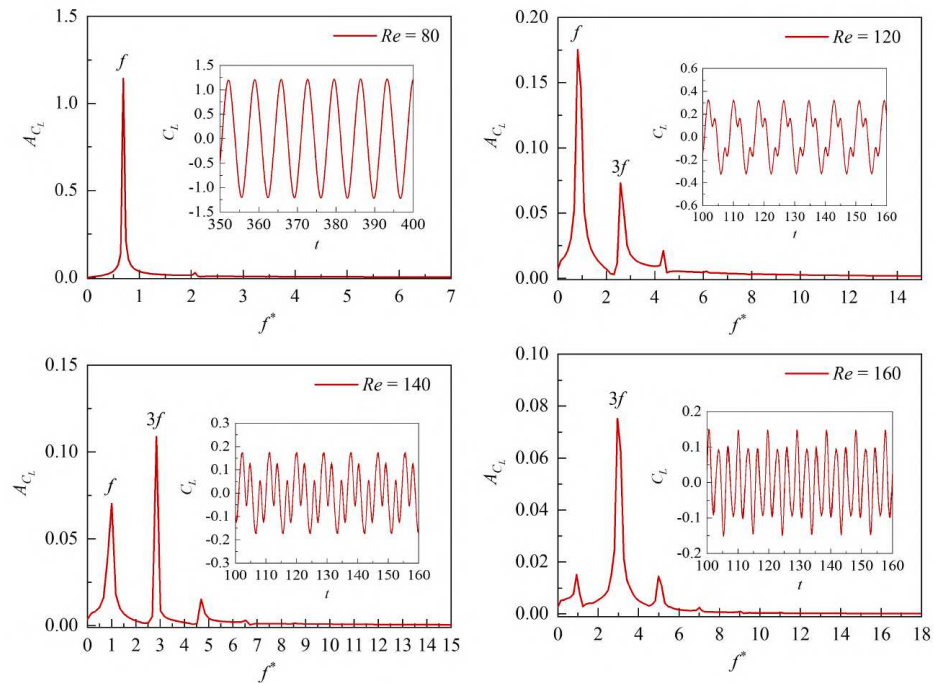 1.5
1.0
0.5
0.0
A_{C_L}
f
Re = 80
1.5
1.0
0.5
0.0
-0.5
-1.0
-1.5
C_L
350 360 370 380 390 400
t
0 1 2 3 4 5 6 7
f*
0.20
0.15
0.10
0.05
0.00
A_{C_L}
f
3f
Re = 120
0.6
0.4
0.2
0.0
-0.2
-0.4
-0.6
C_L
100 110 120 130 140 150 160
t
0 2 4 6 8 10 12 14
f*
0.15
0.10
0.05
0.00
A_{C_L}
f
3f
Re = 140
0.3
0.2
0.1
0.0
-0.1
-0.2
-0.3
C_L
100 110 120 130 140 150 160
t
0 1 2 3 4 5 6 7 8 9 10 11 12 13 14 15
f*
0.10
0.08
0.06
0.04
0.02
0.00
A_{C_L}
3f
Re = 160
0.2
0.1
0.0
-0.1
-0.2
C_L
100 110 120 130 140 150 160
t
0 2 4 6 8 10 12 14 16 18
f*